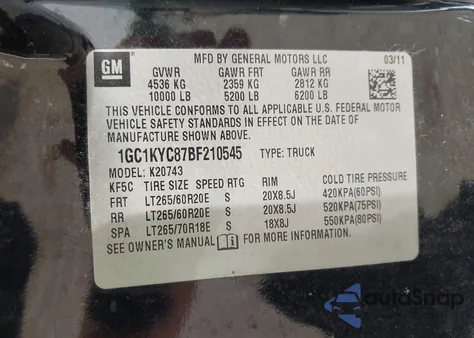 GM
MFD BY GENERAL MOTORS LLC 03/11
GVWR GAWR FRT GAWR RR
4536 KG 2359 KG 2812 KG
10000 LB 5200 LB 6200 LB
THIS VEHICLE CONFORMS TO ALL APPLICABLE U.S. FEDERAL MOTOR
VEHICLE SAFETY STANDARDS IN EFFECT ON THE DATE OF
MANUFACTURE SHOWN ABOVE.
1GC1KYC87BF210545 TYPE: TRUCK
MODEL: K20743
KF5C TIRE SIZE SPEED RTG RIM COLD TIRE PRESSURE
FRT LT265/60R20E S 20X8.5J 420KPA(60PSI)
RR LT265/60R20E S 20X8.5J 520KPA(75PSI)
SPA LT265/70R18E S 18X8J 550KPA(80PSI)
SEE OWNER'S MANUAL FOR MORE INFORMATION
autoSnap